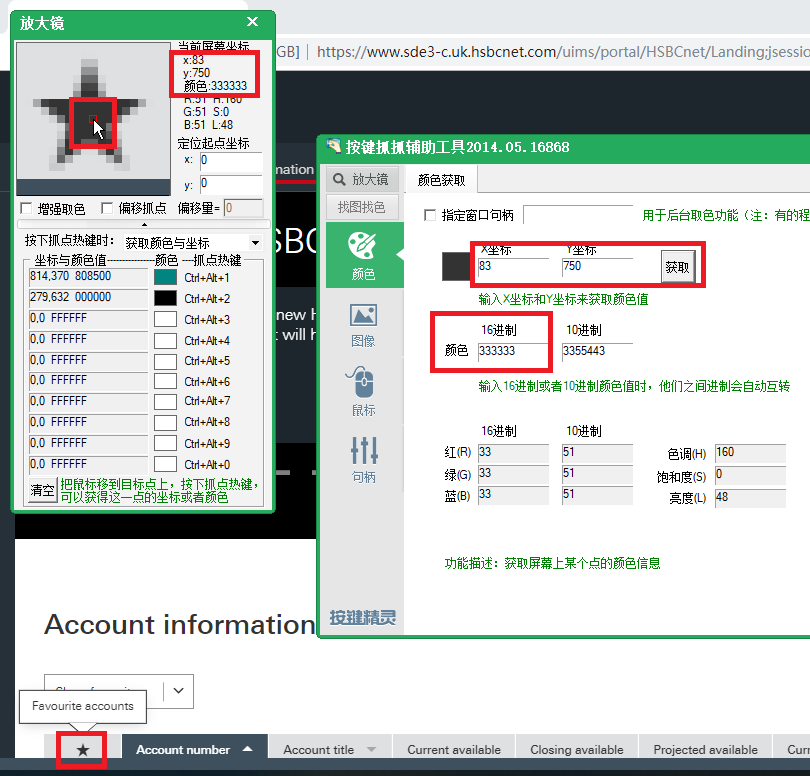 放大镜
当前屏幕坐标
x:83
y:750
颜色:333333
R:51 H:160
G:51 S:0
B:51 L:48
定位起点坐标
x: 0
y: 0
增强取色 偏移抓点 偏移量= 0
按下抓点热键时: 获取颜色与坐标
坐标与颜色值 颜色 抓点热键
814,370 808500 Ctrl+Alt+1
279,632 000000 Ctrl+Alt+2
0,0 FFFFFF Ctrl+Alt+3
0,0 FFFFFF Ctrl+Alt+4
0,0 FFFFFF Ctrl+Alt+5
0,0 FFFFFF Ctrl+Alt+6
0,0 FFFFFF Ctrl+Alt+7
0,0 FFFFFF Ctrl+Alt+8
0,0 FFFFFF Ctrl+Alt+9
0,0 FFFFFF Ctrl+Alt+0
清空 把鼠标移到目标点上，按下抓点热键，
可以获得这一点的坐标或者颜色
GB] | https://www.sde3-c.uk.hsbcnet.com/uims/portal/HSBCnet/Landing;jsessio
mation
SBC
new H
t will h
按键抓抓辅助工具2014.05.16868
放大镜
找图找色
颜色
图像
鼠标
句柄
按键精灵
颜色获取
指定窗口句柄 用于后台取色功能（注：有的程
X坐标 Y坐标
83 750 获取
输入X坐标和Y坐标来获取颜色值
16进制 10进制
颜色 333333 3355443
输入16进制或者10进制颜色值时，他们之间进制会自动互转
16进制 10进制
红(R) 33 51 色调(H) 160
绿(G) 33 51 饱和度(S) 0
蓝(B) 33 51 亮度(L) 48
功能描述：获取屏幕上某个点的颜色信息
Account information
Favourite accounts
Account number Account title Current available Closing available Projected available Curr